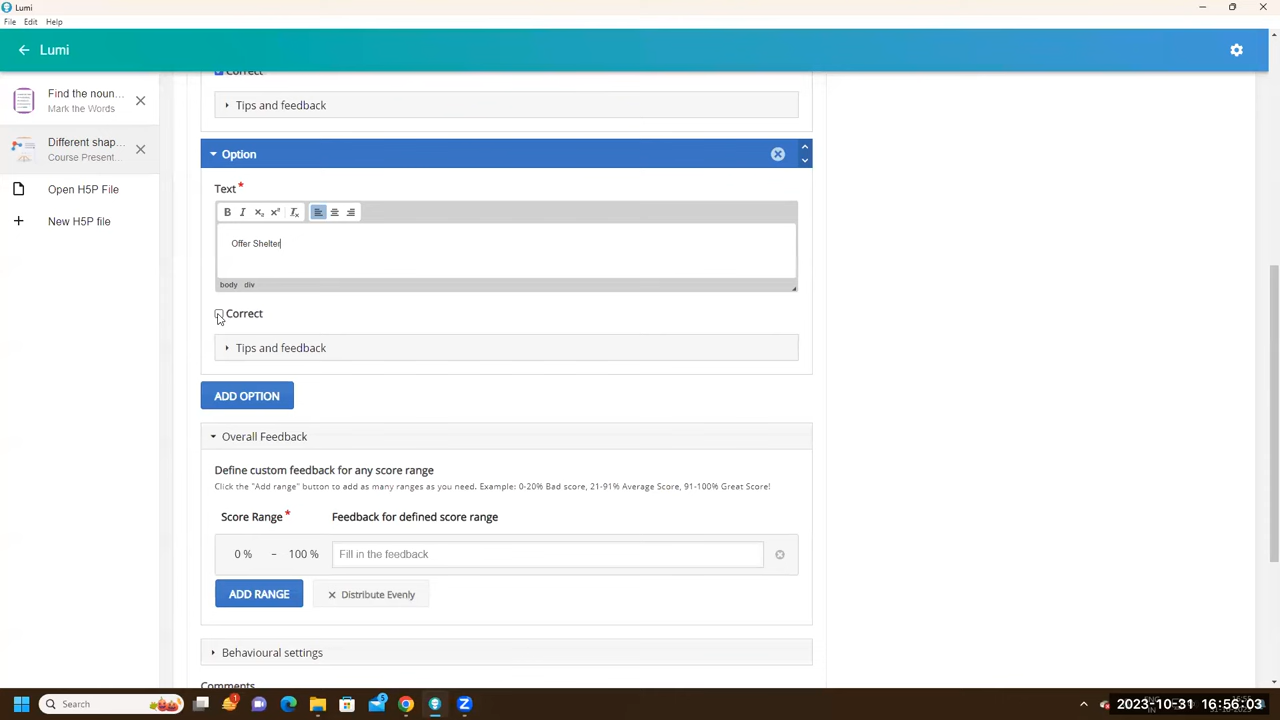 Lumi
File Edit Help
Lumi
Find the noun...
Mark the Words
Different shap...
Course Present...
Open H5P File
New H5P file
Correct
Tips and feedback
Option
Text*
Offer Shelter
body div
Correct
Tips and feedback
ADD OPTION
Overall Feedback
Define custom feedback for any score range
Click the "Add range" button to add as many ranges as you need. Example: 0-20% Bad score, 21-91% Average Score, 91-100% Great Score!
Score Range* Feedback for defined score range
0 % – 100 % Fill in the feedback
ADD RANGE Distribute Evenly
Behavioural settings
Comments
Search
2023-10-31 16:56:03